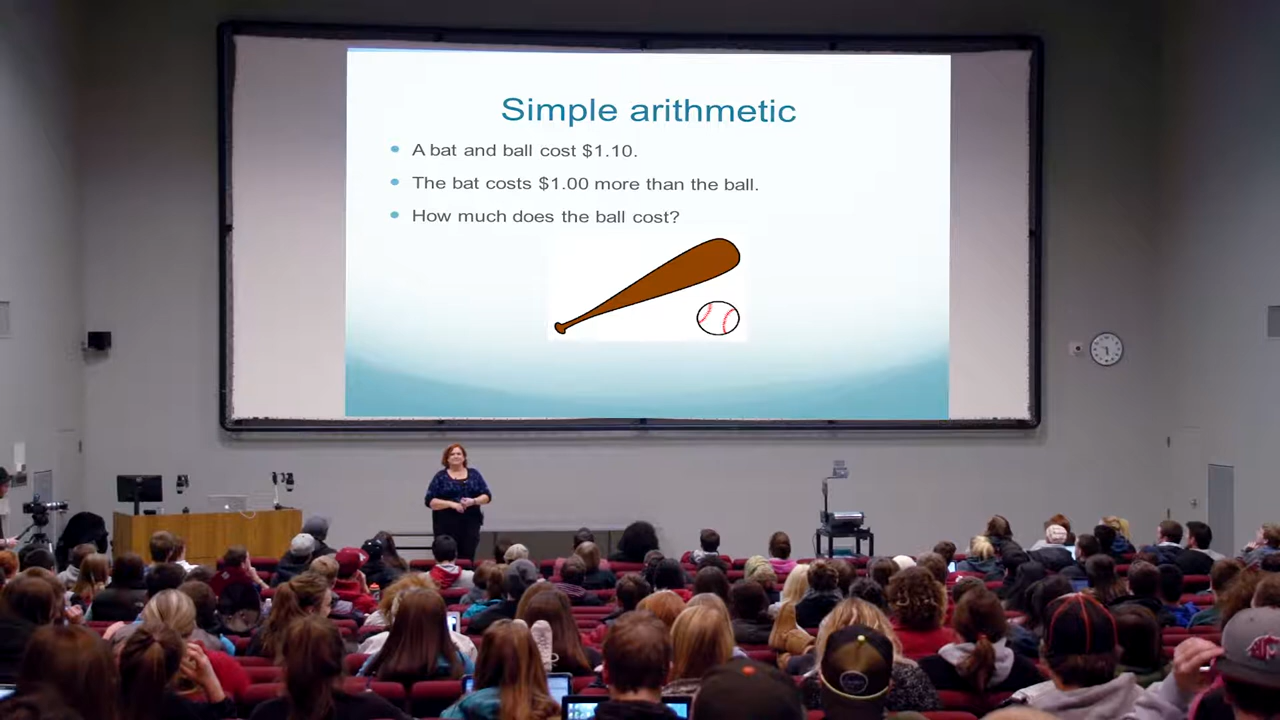 Simple arithmetic
A bat and ball cost $1.10.
The bat costs $1.00 more than the ball.
How much does the ball cost?